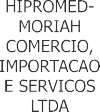 HIPROMED-
MORIAH
COMERCIO,
IMPORTACAO
E SERVICOS
LTDA